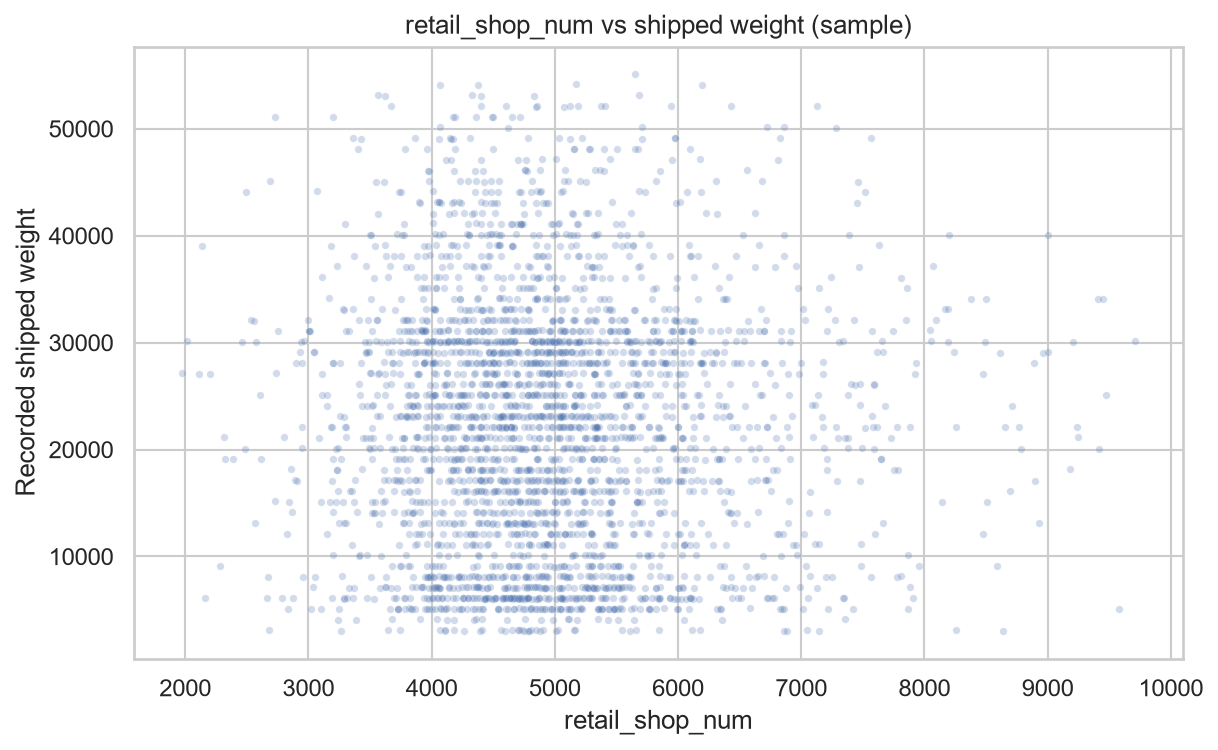 retail_shop_num vs shipped weight (sample)
Recorded shipped weight
50000
40000
30000
20000
10000
2000 3000 4000 5000 6000 7000 8000 9000 10000
retail_shop_num